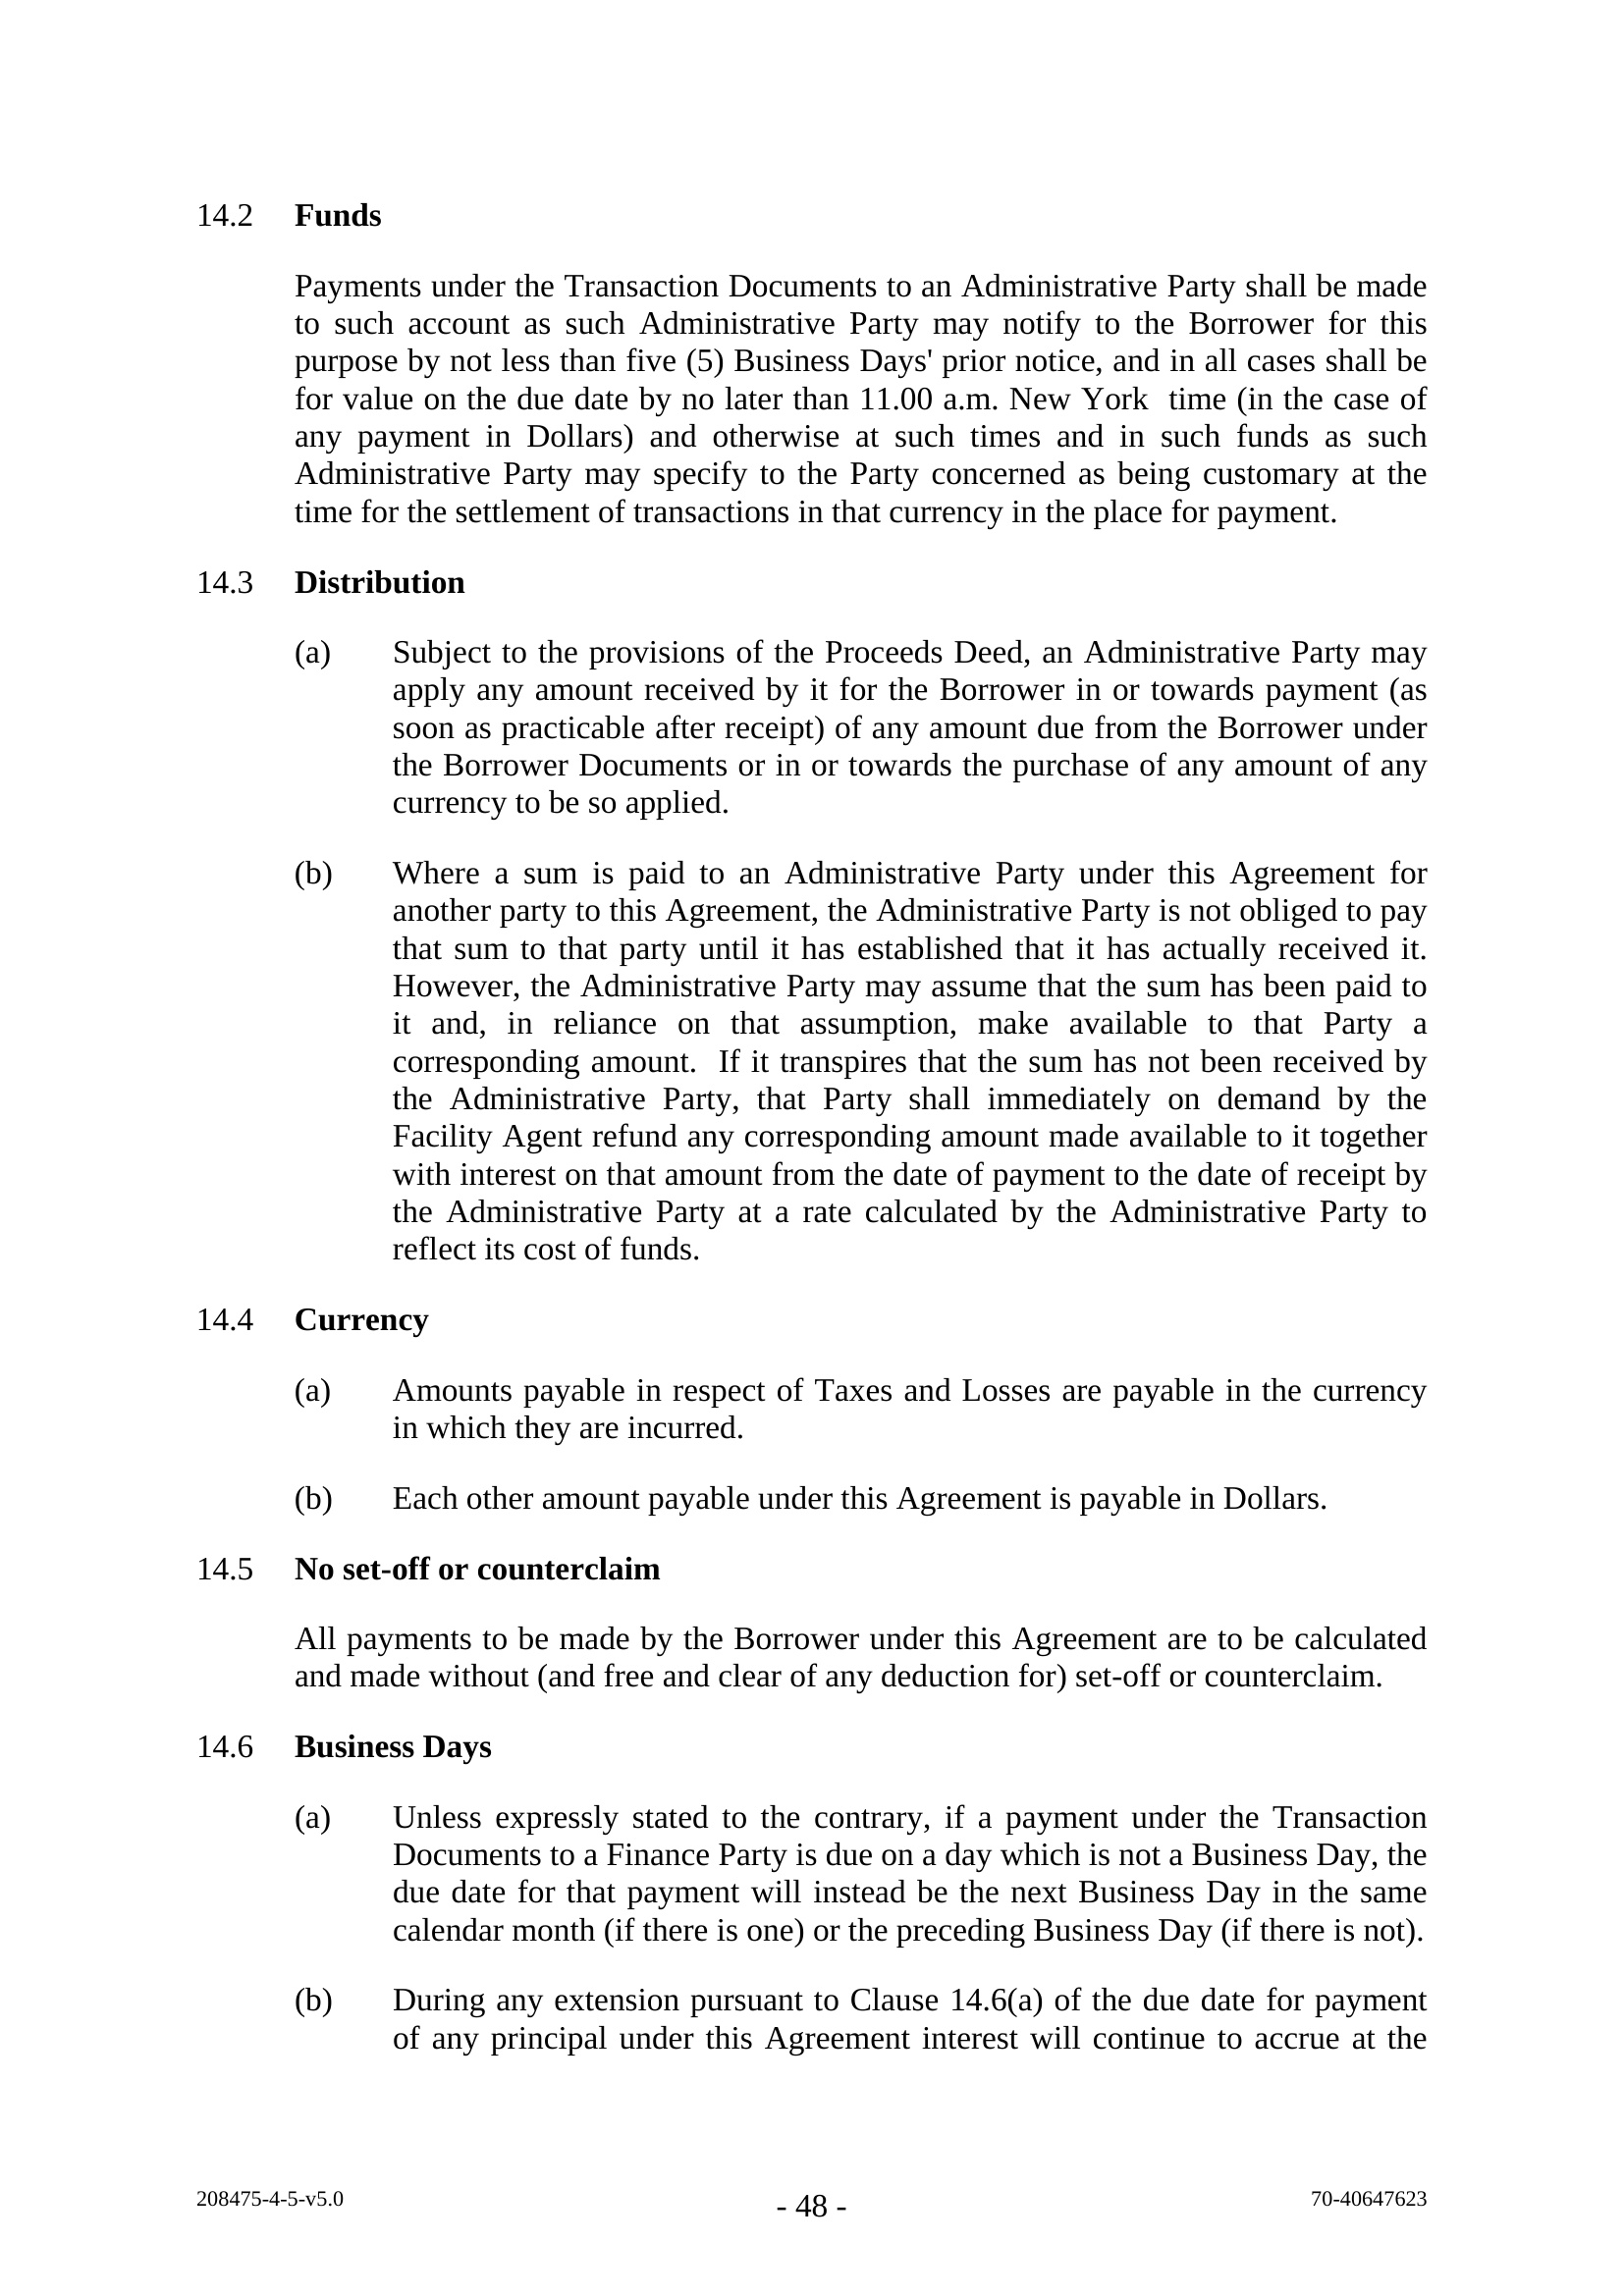 14.2 Funds
Payments under the Transaction Documents to an Administrative Party shall be made
to such account as such Administrative Party may notify to the Borrower for this
purpose by not less than five (5) Business Days' prior notice, and in all cases shall be
for value on the due date by no later than 11.00 a.m. New York  time (in the case of
any payment in Dollars) and otherwise at such times and in such funds as such
Administrative Party may specify to the Party concerned as being customary at the
time for the settlement of transactions in that currency in the place for payment.
14.3 Distribution
(a) Subject to the provisions of the Proceeds Deed, an Administrative Party may
apply any amount received by it for the Borrower in or towards payment (as
soon as practicable after receipt) of any amount due from the Borrower under
the Borrower Documents or in or towards the purchase of any amount of any
currency to be so applied.
(b) Where a sum is paid to an Administrative Party under this Agreement for
another party to this Agreement, the Administrative Party is not obliged to pay
that sum to that party until it has established that it has actually received it.
However, the Administrative Party may assume that the sum has been paid to
it and, in reliance on that assumption, make available to that Party a
corresponding amount.  If it transpires that the sum has not been received by
the Administrative Party, that Party shall immediately on demand by the
Facility Agent refund any corresponding amount made available to it together
with interest on that amount from the date of payment to the date of receipt by
the Administrative Party at a rate calculated by the Administrative Party to
reflect its cost of funds.
14.4 Currency
(a) Amounts payable in respect of Taxes and Losses are payable in the currency
in which they are incurred.
(b) Each other amount payable under this Agreement is payable in Dollars.
14.5 No set-off or counterclaim
All payments to be made by the Borrower under this Agreement are to be calculated
and made without (and free and clear of any deduction for) set-off or counterclaim.
14.6 Business Days
(a) Unless expressly stated to the contrary, if a payment under the Transaction
Documents to a Finance Party is due on a day which is not a Business Day, the
due date for that payment will instead be the next Business Day in the same
calendar month (if there is one) or the preceding Business Day (if there is not).
(b) During any extension pursuant to Clause 14.6(a) of the due date for payment
of any principal under this Agreement interest will continue to accrue at the
208475-4-5-v5.0 - 48 - 70-40647623